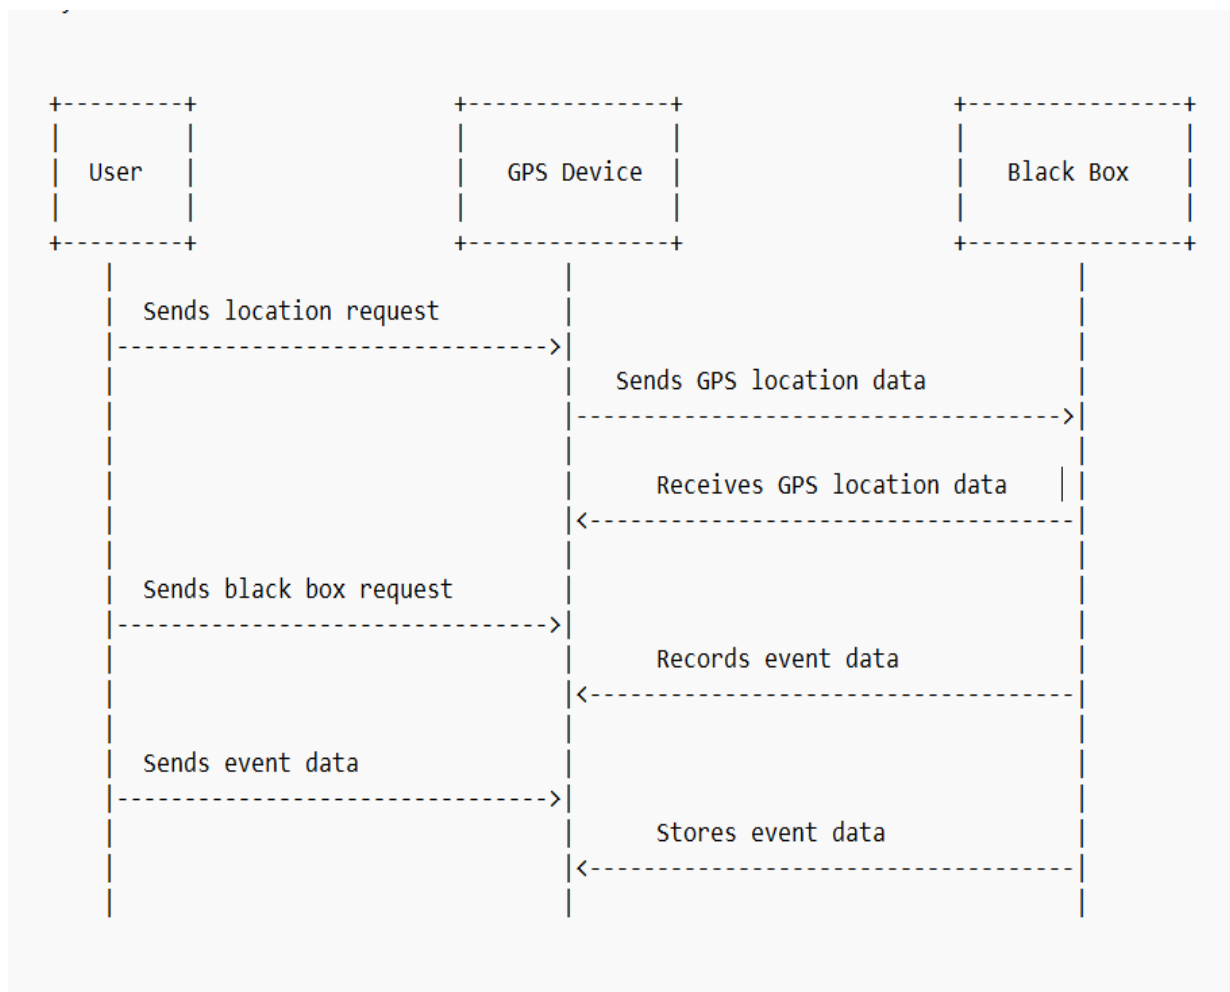 User GPS Device Black Box
Sends location request
Sends GPS location data
Receives GPS location data
Sends black box request
Records event data
Sends event data
Stores event data